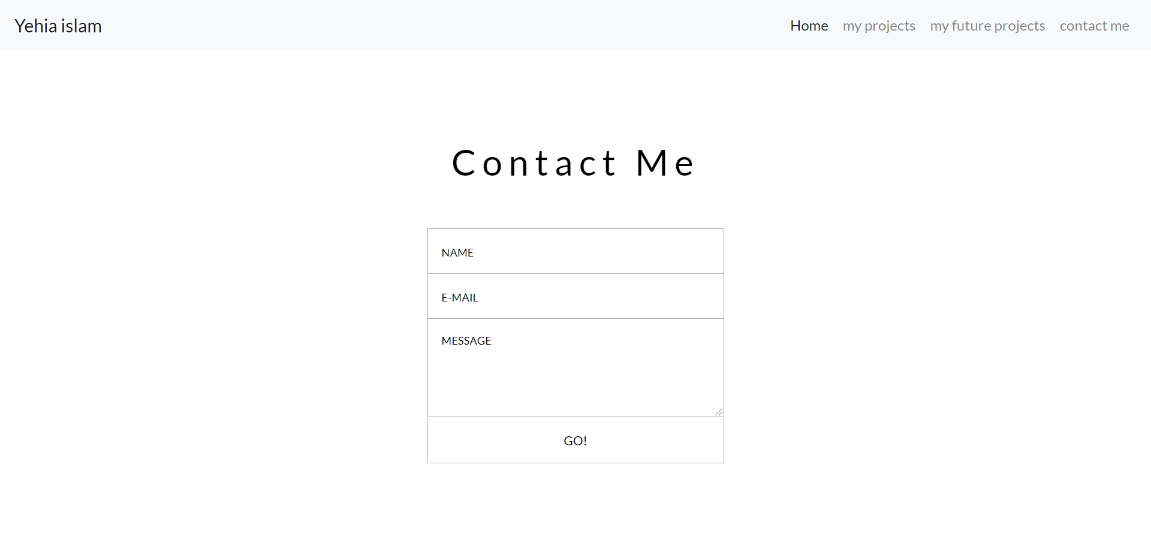 Yehia islam
Home my projects my future projects contact me
Contact Me
NAME
E-MAIL
MESSAGE
GO!